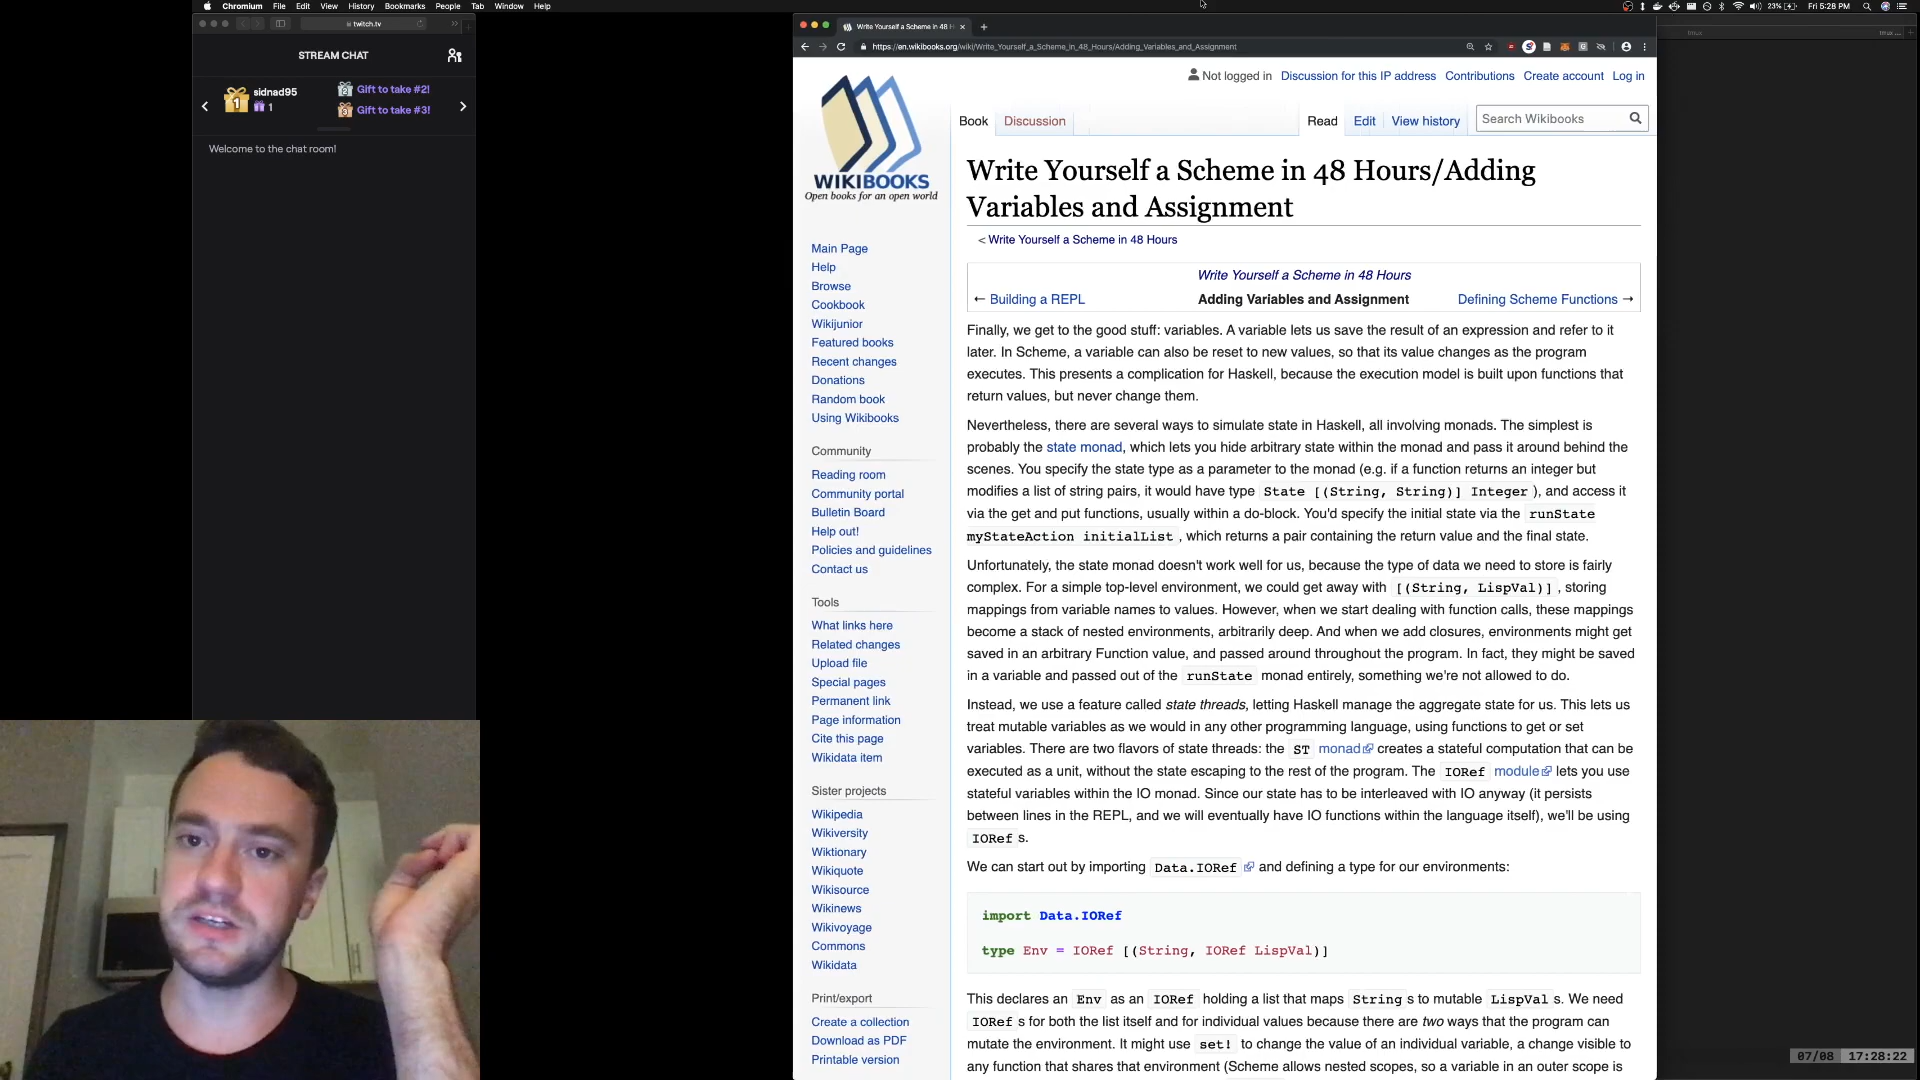 Chromium File Edit View History Bookmarks People Tab Window Help
23% Fri 5:28 PM
twitch.tv
STREAM CHAT
1
sidnad95
1
Gift to take #2!
Gift to take #3!
Welcome to the chat room!
Write Yourself a Scheme in 48 H
https://en.wikibooks.org/wiki/Write_Yourself_a_Scheme_in_48_Hours/Adding_Variables_and_Assignment
Not logged in Discussion for this IP address Contributions Create account Log in
Book Discussion Read Edit View history Search Wikibooks
WIKIBOOKS
Open books for an open world
Main Page
Help
Browse
Cookbook
Wikijunior
Featured books
Recent changes
Donations
Random book
Using Wikibooks
Community
Reading room
Community portal
Bulletin Board
Help out!
Policies and guidelines
Contact us
Tools
What links here
Related changes
Upload file
Special pages
Permanent link
Page information
Cite this page
Wikidata item
Sister projects
Wikipedia
Wikiversity
Wiktionary
Wikiquote
Wikisource
Wikinews
Wikivoyage
Commons
Wikidata
Print/export
Create a collection
Download as PDF
Printable version
Write Yourself a Scheme in 48 Hours/Adding
Variables and Assignment
< Write Yourself a Scheme in 48 Hours
Write Yourself a Scheme in 48 Hours
← Building a REPL Adding Variables and Assignment Defining Scheme Functions →
Finally, we get to the good stuff: variables. A variable lets us save the result of an expression and refer to it
later. In Scheme, a variable can also be reset to new values, so that its value changes as the program
executes. This presents a complication for Haskell, because the execution model is built upon functions that
return values, but never change them.
Nevertheless, there are several ways to simulate state in Haskell, all involving monads. The simplest is
probably the state monad, which lets you hide arbitrary state within the monad and pass it around behind the
scenes. You specify the state type as a parameter to the monad (e.g. if a function returns an integer but
modifies a list of string pairs, it would have type State [(String, String)] Integer ), and access it
via the get and put functions, usually within a do-block. You'd specify the initial state via the runState
myStateAction initialList , which returns a pair containing the return value and the final state.
Unfortunately, the state monad doesn't work well for us, because the type of data we need to store is fairly
complex. For a simple top-level environment, we could get away with [(String, LispVal)] , storing
mappings from variable names to values. However, when we start dealing with function calls, these mappings
become a stack of nested environments, arbitrarily deep. And when we add closures, environments might get
saved in an arbitrary Function value, and passed around throughout the program. In fact, they might be saved
in a variable and passed out of the runState monad entirely, something we're not allowed to do.
Instead, we use a feature called state threads, letting Haskell manage the aggregate state for us. This lets us
treat mutable variables as we would in any other programming language, using functions to get or set
variables. There are two flavors of state threads: the ST monad creates a stateful computation that can be
executed as a unit, without the state escaping to the rest of the program. The IORef module lets you use
stateful variables within the IO monad. Since our state has to be interleaved with IO anyway (it persists
between lines in the REPL, and we will eventually have IO functions within the language itself), we'll be using
IORef s.
We can start out by importing Data.IORef and defining a type for our environments:
import Data.IORef
type Env = IORef [(String, IORef LispVal)]
This declares an Env as an IORef holding a list that maps String s to mutable LispVal s. We need
IORef s for both the list itself and for individual values because there are two ways that the program can
mutate the environment. It might use set! to change the value of an individual variable, a change visible to
any function that shares that environment (Scheme allows nested scopes, so a variable in an outer scope is
07/08 17:28:22